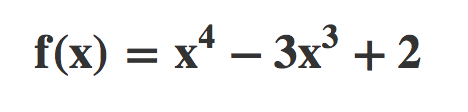 f(x) = x⁴ − 3x³ + 2